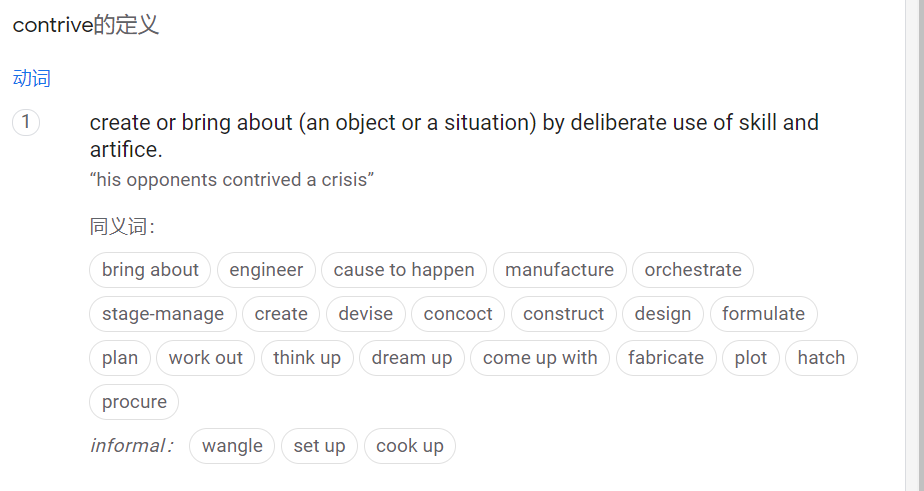 contrive的定义
动词
1 create or bring about (an object or a situation) by deliberate use of skill and
artifice.
“his opponents contrived a crisis”
同义词：
bring about engineer cause to happen manufacture orchestrate
stage-manage create devise concoct construct design formulate
plan work out think up dream up come up with fabricate plot hatch
procure
informal： wangle set up cook up